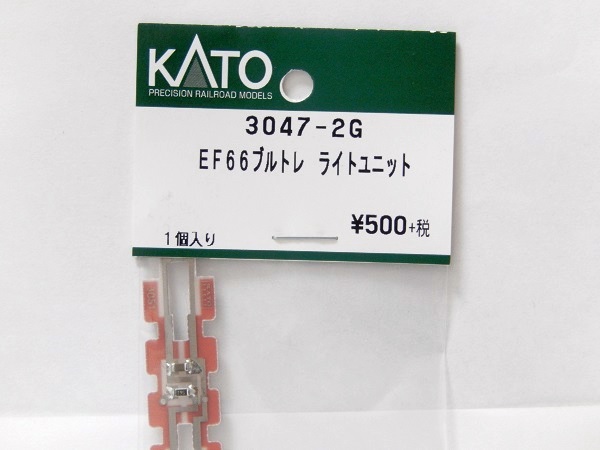 KATO
PRECISION RAILROAD MODELS
3047-2G
EF66ブルトレ ライトユニット
¥500+税
1個入り